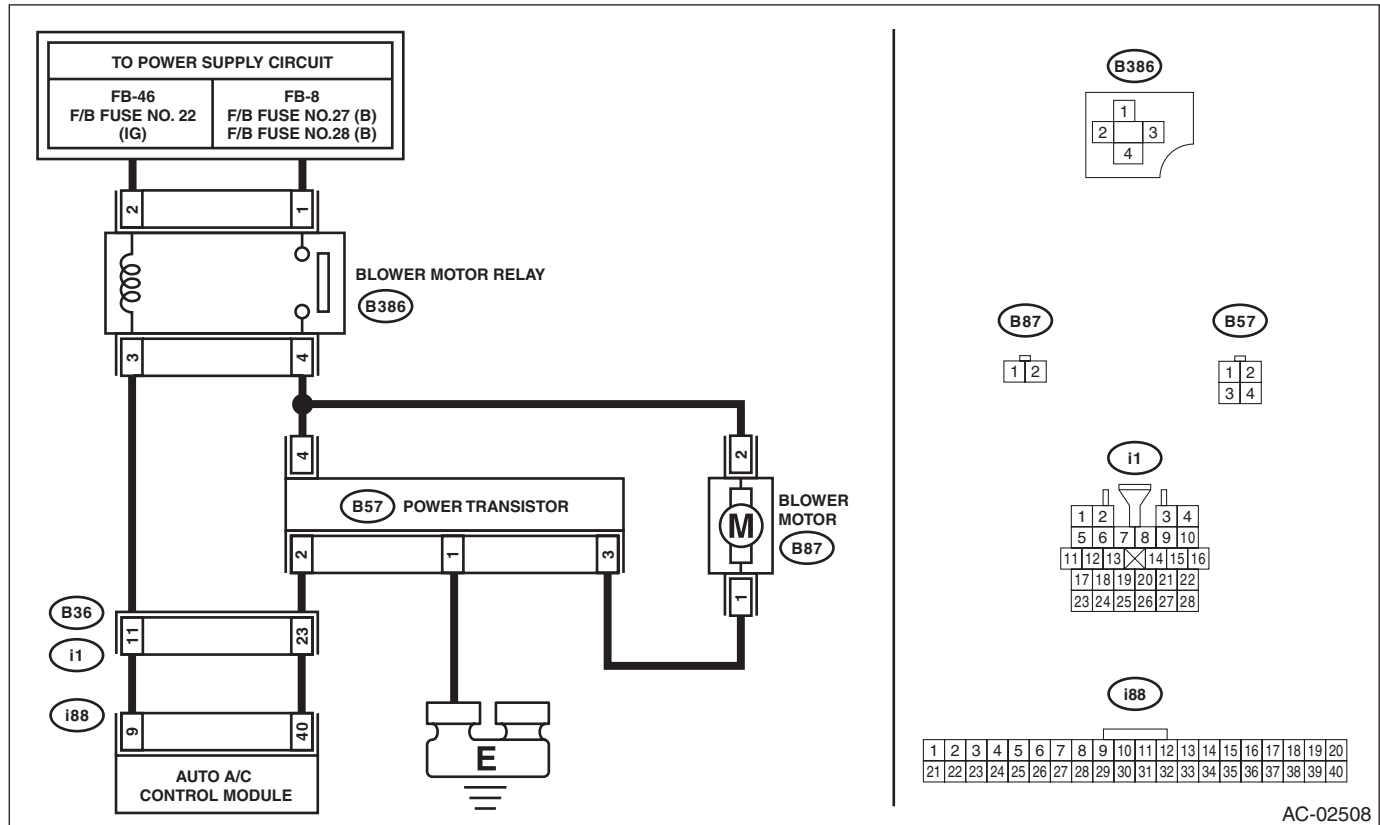 TO POWER SUPPLY CIRCUIT
FB-46
F/B FUSE NO. 22
(IG)
FB-8
F/B FUSE NO.27 (B)
F/B FUSE NO.28 (B)
2 1
BLOWER MOTOR RELAY
B386
3 4
4
B57 POWER TRANSISTOR
2 1 3
2
M
BLOWER
MOTOR
B87
1
B36
11 23
i1
i88
9 40
AUTO A/C
CONTROL MODULE
E
B386
1
2 3
4
B87
1 2
B57
1 2
3 4
i1
1 2 3 4
5 6 7 8 9 10
11 12 13 14 15 16
17 18 19 20 21 22
23 24 25 26 27 28
i88
1 2 3 4 5 6 7 8 9 10 11 12 13 14 15 16 17 18 19 20
21 22 23 24 25 26 27 28 29 30 31 32 33 34 35 36 37 38 39 40
AC-02508